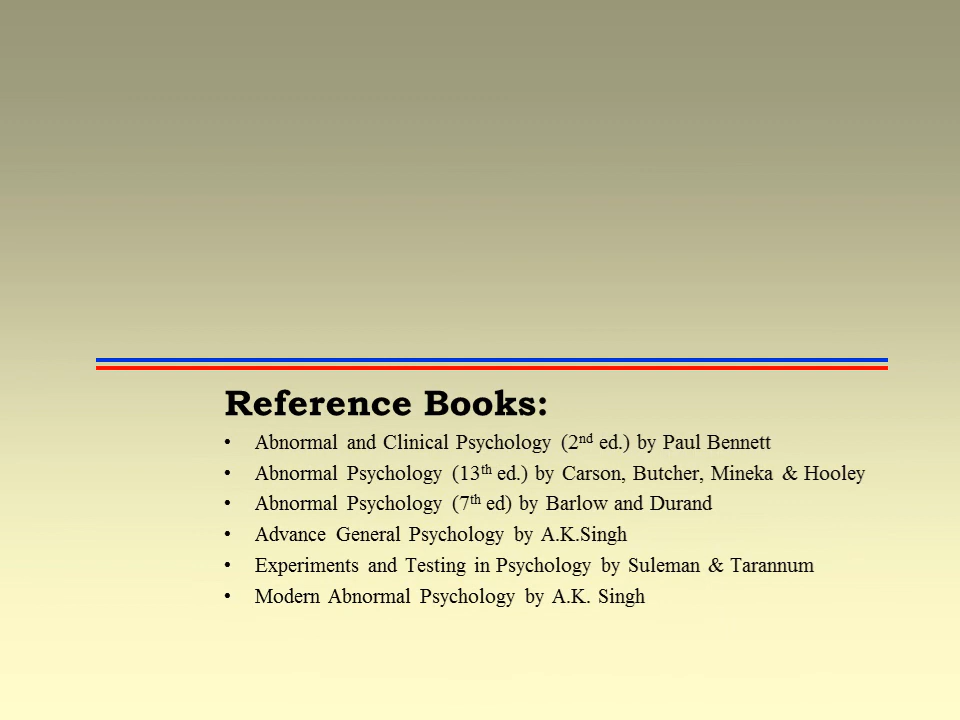 Reference Books:
• Abnormal and Clinical Psychology (2nd ed.) by Paul Bennett
• Abnormal Psychology (13th ed.) by Carson, Butcher, Mineka & Hooley
• Abnormal Psychology (7th ed) by Barlow and Durand
• Advance General Psychology by A.K.Singh
• Experiments and Testing in Psychology by Suleman & Tarannum
• Modern Abnormal Psychology by A.K. Singh